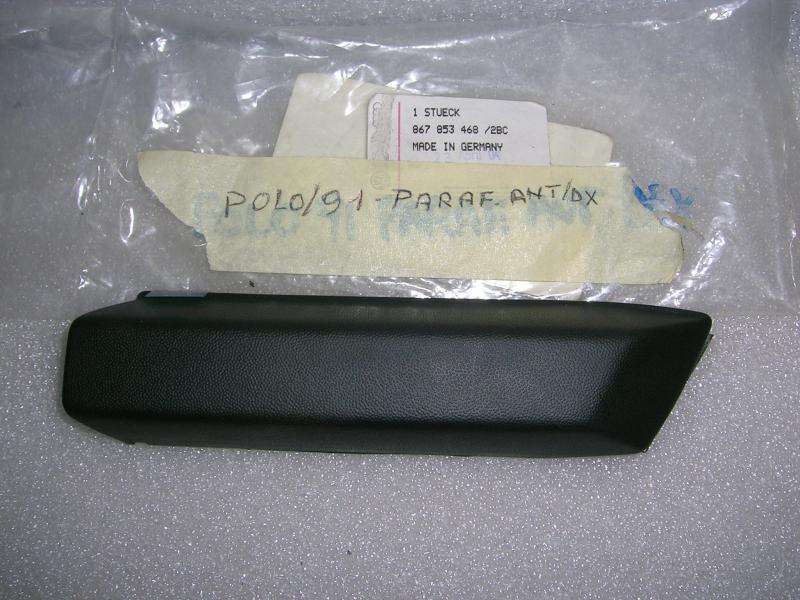 1 STUECK
867 853 468 /2BC
MADE IN GERMANY
POLO/91 PARAF. ANT/DX